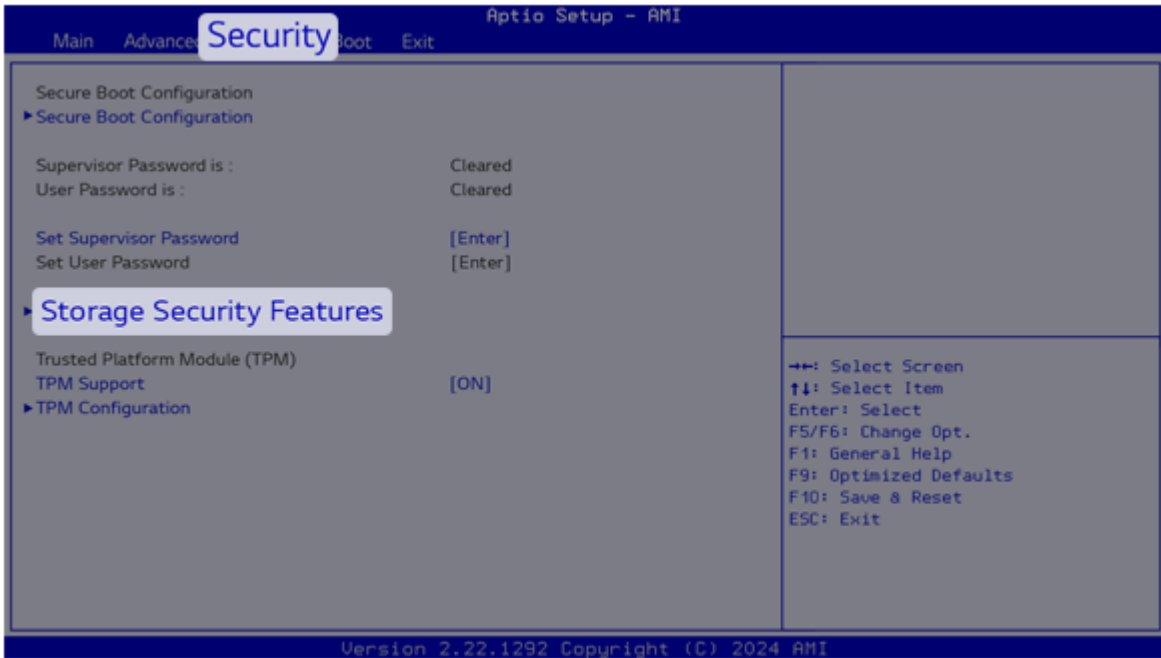 Aptio Setup - AMI
Main Advanced Security Boot Exit
Secure Boot Configuration
►Secure Boot Configuration
Supervisor Password is : Cleared
User Password is : Cleared
Set Supervisor Password [Enter]
Set User Password [Enter]
►Storage Security Features
Trusted Platform Module (TPM)
TPM Support [ON]
►TPM Configuration
→←: Select Screen
↑↓: Select Item
Enter: Select
F5/F6: Change Opt.
F1: General Help
F9: Optimized Defaults
F10: Save & Reset
ESC: Exit
Version 2.22.1292 Copyright (C) 2024 AMI